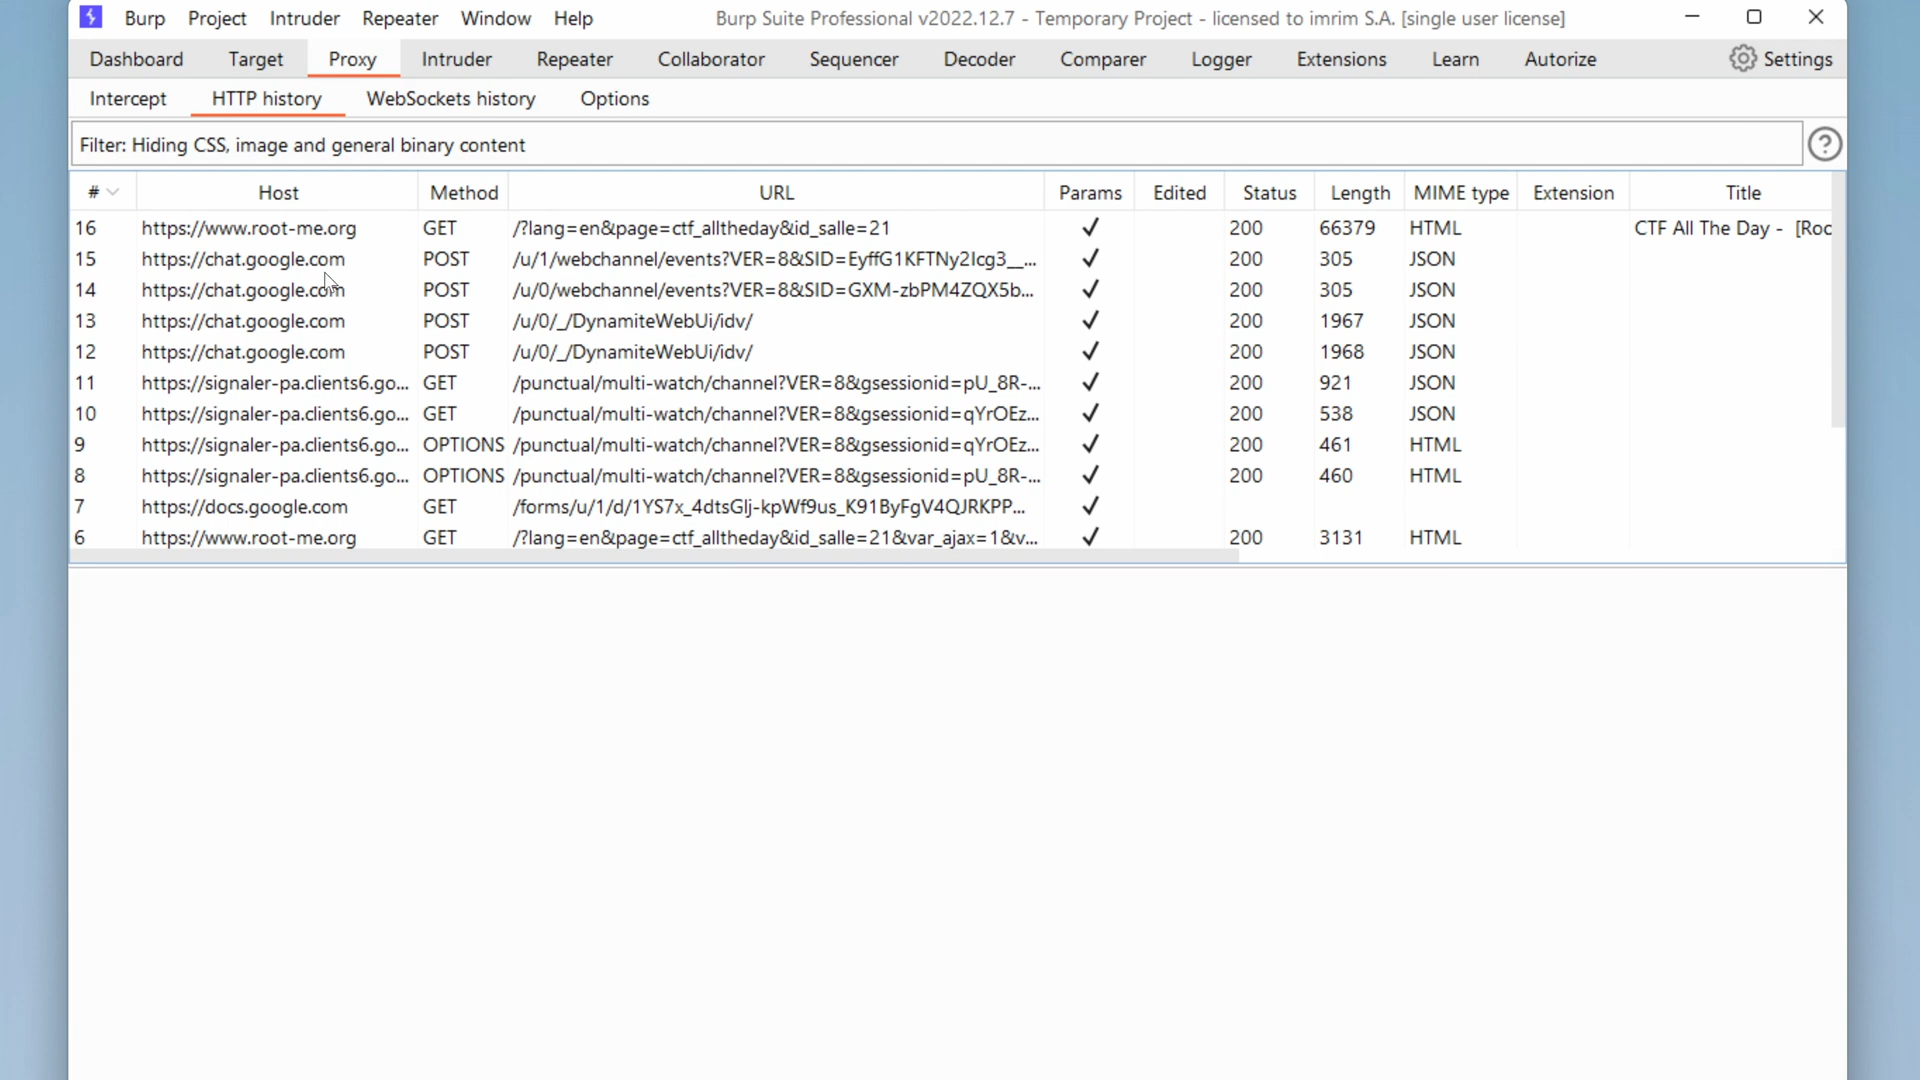 Burp Project Intruder Repeater Window Help Burp Suite Professional v2022.12.7 - Temporary Project - licensed to imrim S.A. [single user license]
Dashboard Target Proxy Intruder Repeater Collaborator Sequencer Decoder Comparer Logger Extensions Learn Autorize Settings
Intercept HTTP history WebSockets history Options
Filter: Hiding CSS, image and general binary content ?
# Host Method URL Params Edited Status Length MIME type Extension Title
16 https://www.root-me.org GET /?lang=en&page=ctf_alltheday&id_salle=21 ✓ 200 66379 HTML CTF All The Day - [Roc
15 https://chat.google.com POST /u/1/webchannel/events?VER=8&SID=EyffG1KFTNy2lcg3__... ✓ 200 305 JSON
14 https://chat.google.com POST /u/0/webchannel/events?VER=8&SID=GXM-zbPM4ZQX5b... ✓ 200 305 JSON
13 https://chat.google.com POST /u/0/_/DynamiteWebUi/idv/ ✓ 200 1967 JSON
12 https://chat.google.com POST /u/0/_/DynamiteWebUi/idv/ ✓ 200 1968 JSON
11 https://signaler-pa.clients6.go... GET /punctual/multi-watch/channel?VER=8&gsessionid=pU_8R-... ✓ 200 921 JSON
10 https://signaler-pa.clients6.go... GET /punctual/multi-watch/channel?VER=8&gsessionid=qYrOEz... ✓ 200 538 JSON
9 https://signaler-pa.clients6.go... OPTIONS /punctual/multi-watch/channel?VER=8&gsessionid=qYrOEz... ✓ 200 461 HTML
8 https://signaler-pa.clients6.go... OPTIONS /punctual/multi-watch/channel?VER=8&gsessionid=pU_8R-... ✓ 200 460 HTML
7 https://docs.google.com GET /forms/u/1/d/1YS7x_4dtsGlj-kpWf9us_K91ByFgV4QJRKPP... ✓
6 https://www.root-me.org GET /?lang=en&page=ctf_alltheday&id_salle=21&var_ajax=1&v... ✓ 200 3131 HTML